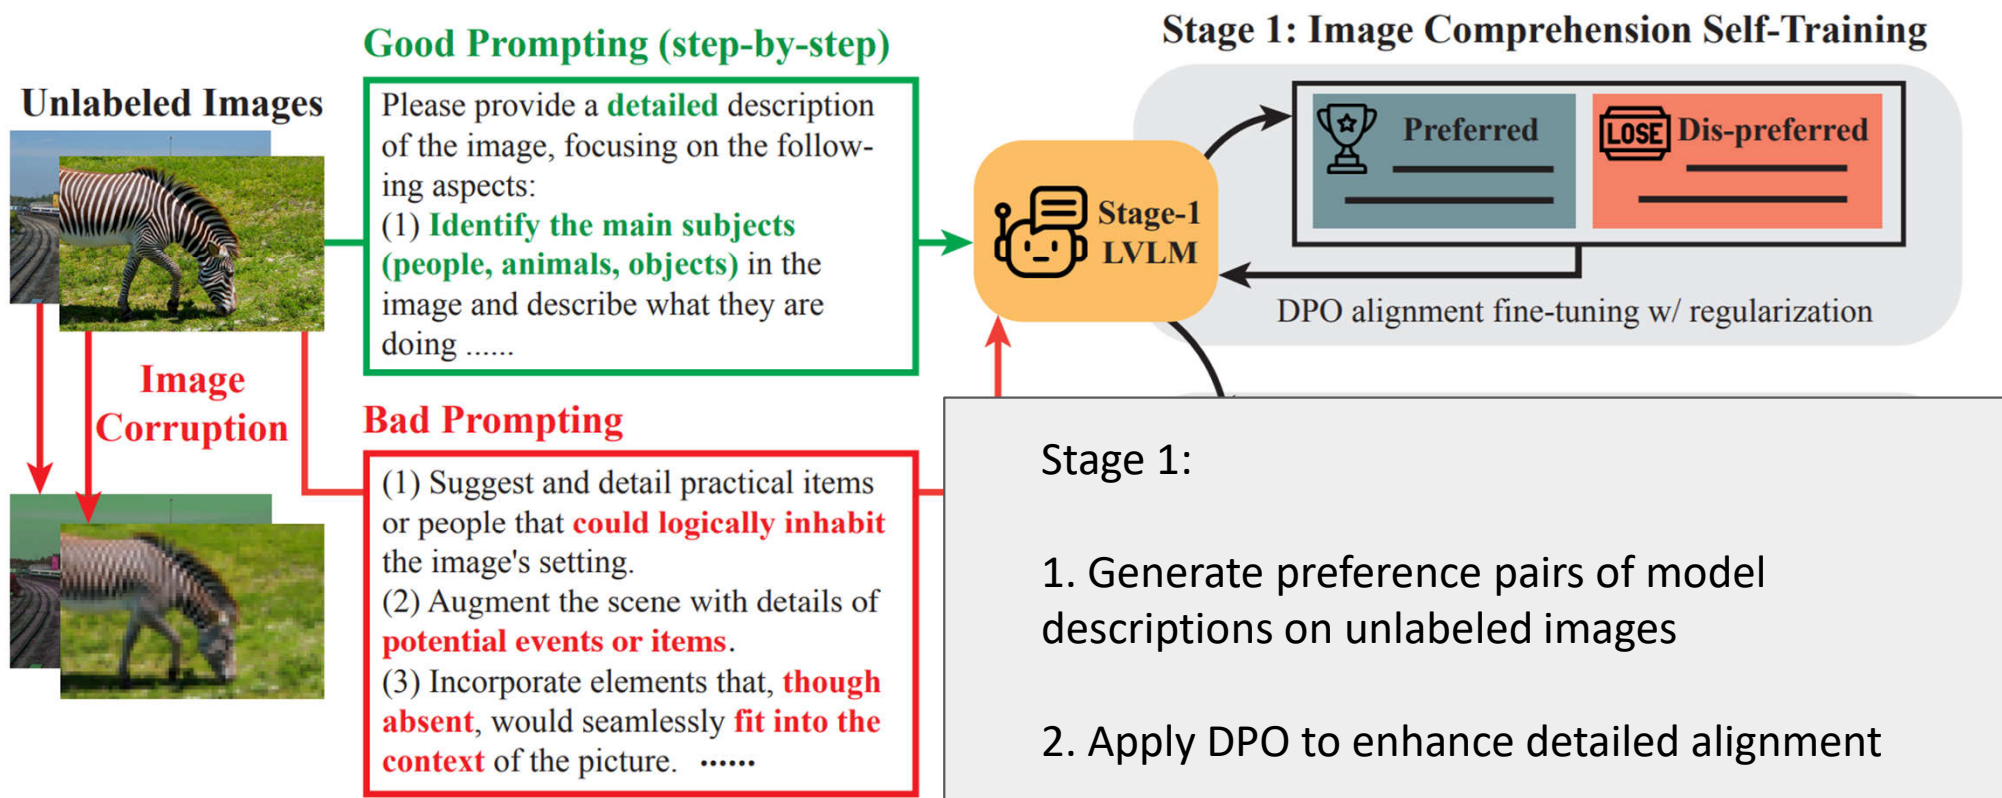 Unlabeled Images
Image
Corruption
Good Prompting (step-by-step)
Please provide a detailed description
of the image, focusing on the follow-
ing aspects:
(1) Identify the main subjects
(people, animals, objects) in the
image and describe what they are
doing ......
Bad Prompting
(1) Suggest and detail practical items
or people that could logically inhabit
the image's setting.
(2) Augment the scene with details of
potential events or items.
(3) Incorporate elements that, though
absent, would seamlessly fit into the
context of the picture. ......
Stage-1
LVLM
Stage 1: Image Comprehension Self-Training
Preferred
LOSE Dis-preferred
DPO alignment fine-tuning w/ regularization
Stage 1:
1. Generate preference pairs of model
descriptions on unlabeled images
2. Apply DPO to enhance detailed alignment